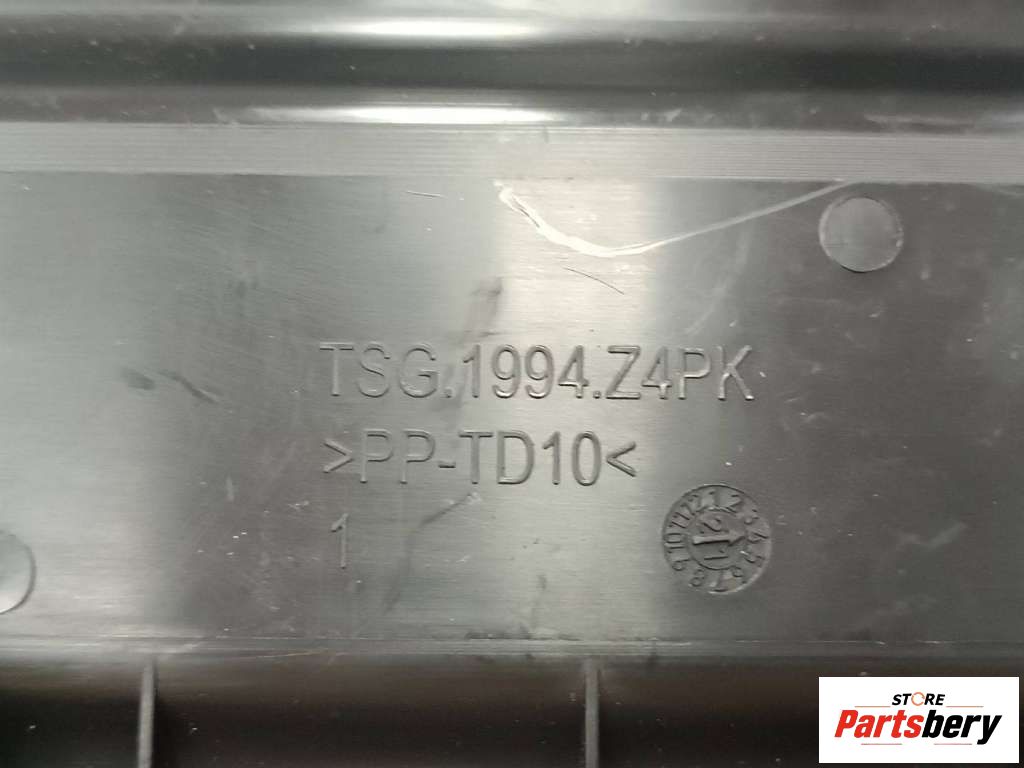 TSG.1994.Z4PK
>PP-TD10<
1
STORE
Partsbery